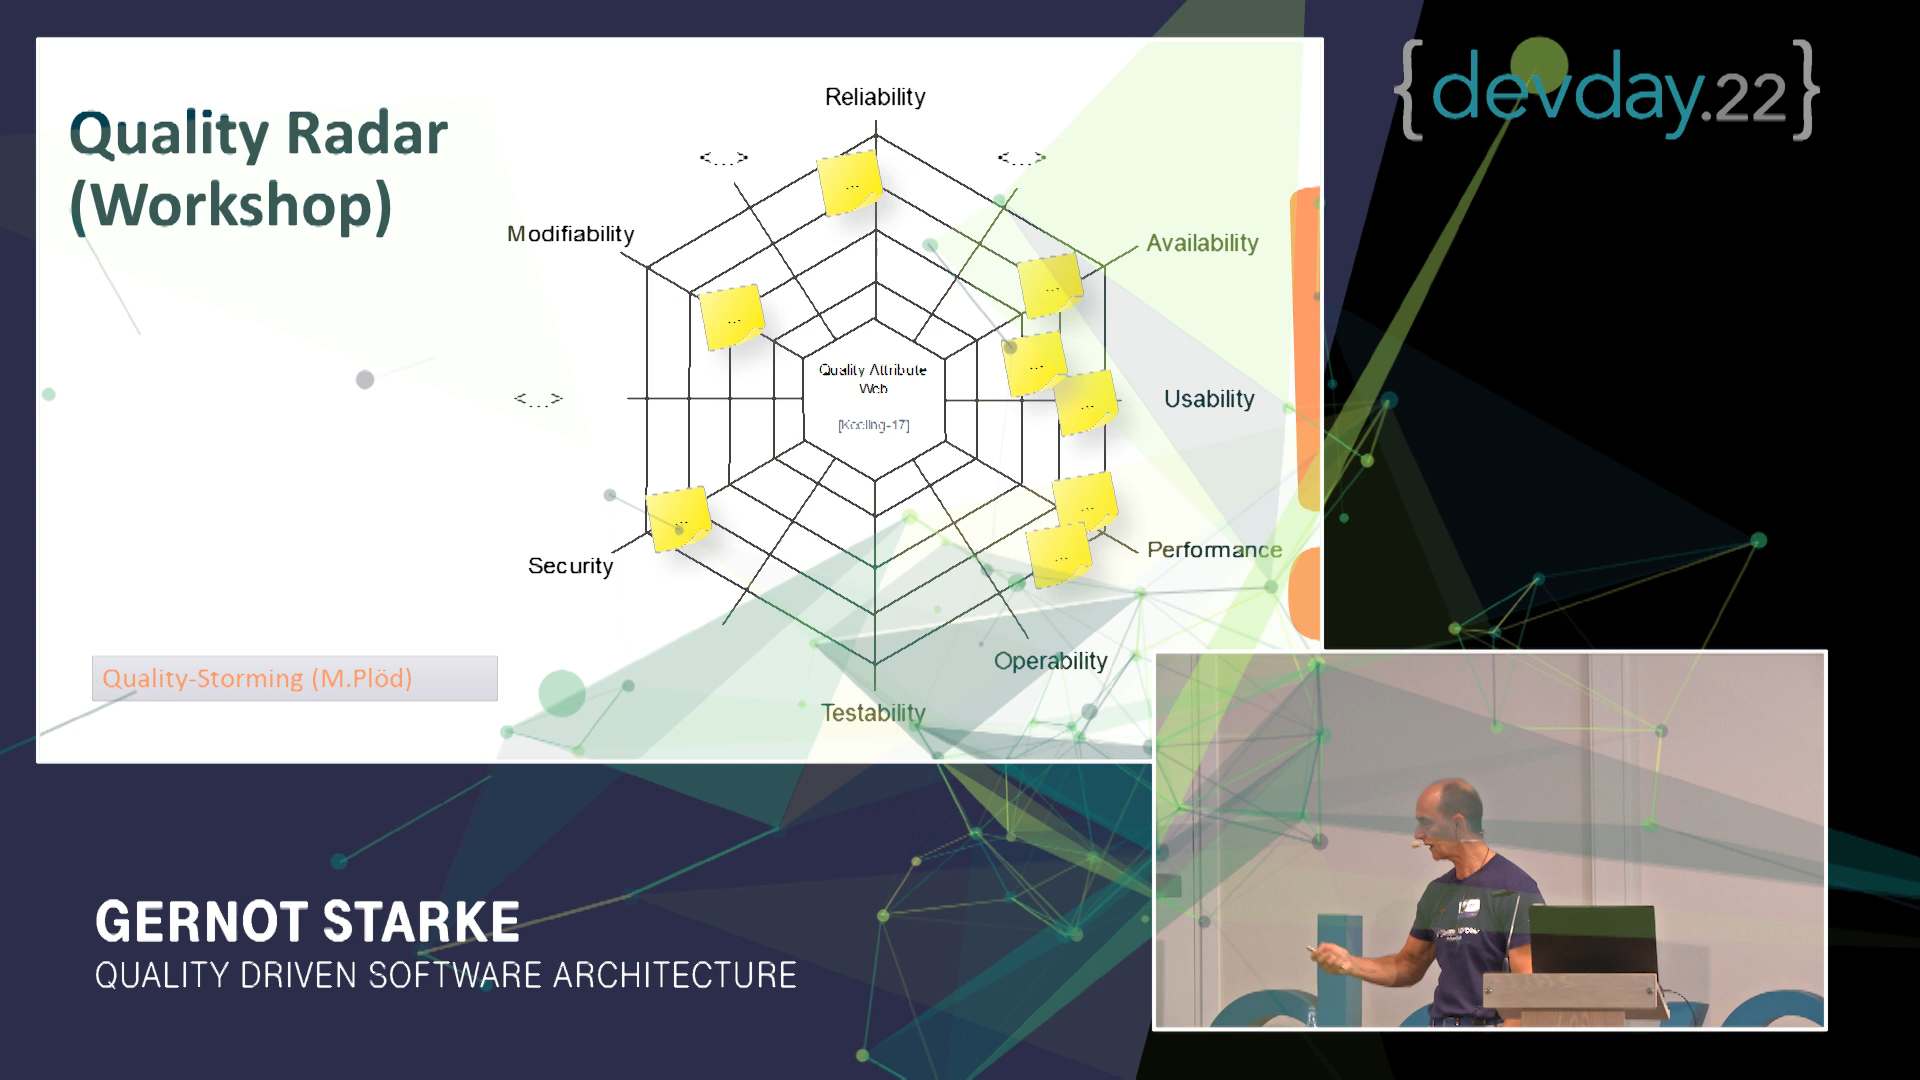 Quality Radar
(Workshop)
{devday.22}
Reliability
<...>
<...>
Modifiability
Availability
...
...
...
...
...
...
...
...
Quality Attribute
Web
<...>
Usability
Security
Performance
Operability
Testability
Quality-Storming (M.Plöd)
GERNOT STARKE
QUALITY DRIVEN SOFTWARE ARCHITECTURE